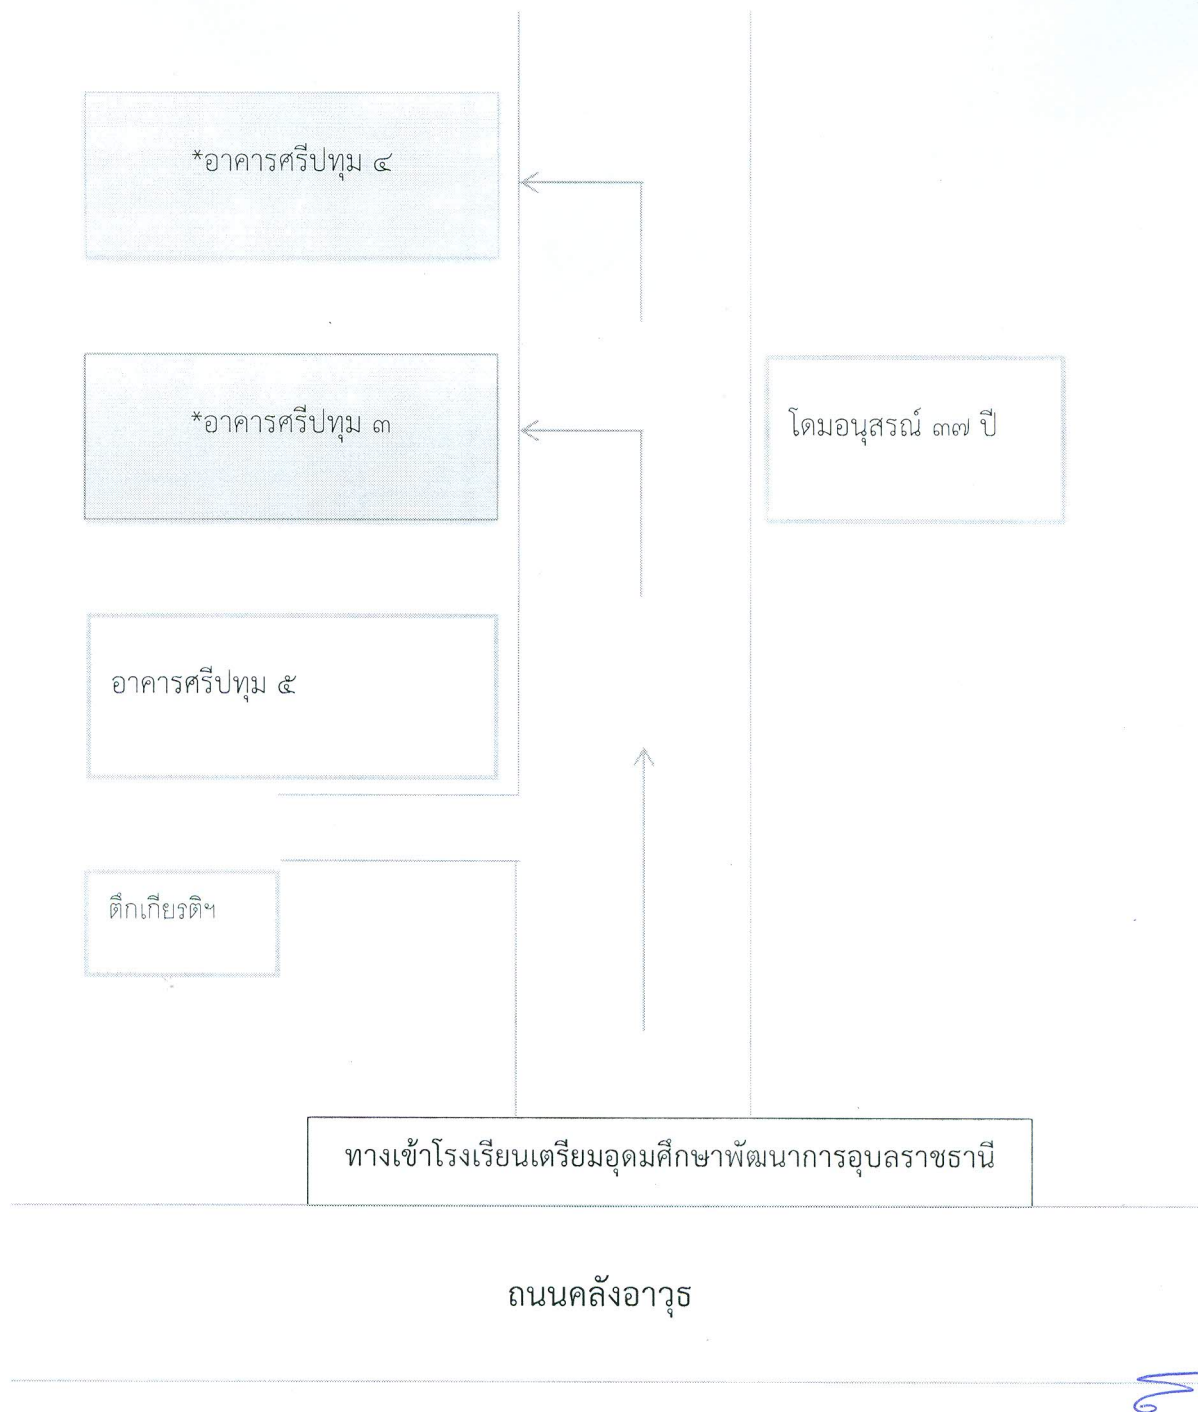 *อาคารศรีปทุม ๔
*อาคารศรีปทุม ๓
โดมอนุสรณ์ ๓๗ ปี
อาคารศรีปทุม ๕
ตึกเกียรติฯ
ทางเข้าโรงเรียนเตรียมอุดมศึกษาพัฒนาการอุบลราชธานี
ถนนคลังอาวุธ